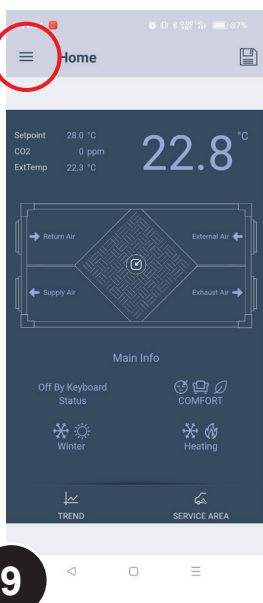 87%
Home
Setpoint 28.0 °C
CO2 0 ppm
ExtTemp 22.3 °C
22.8 °C
Return Air
External Air
Supply Air
Exhaust Air
Main Info
Off By Keyboard
Status
COMFORT
Winter
Heating
TREND
SERVICE AREA
9